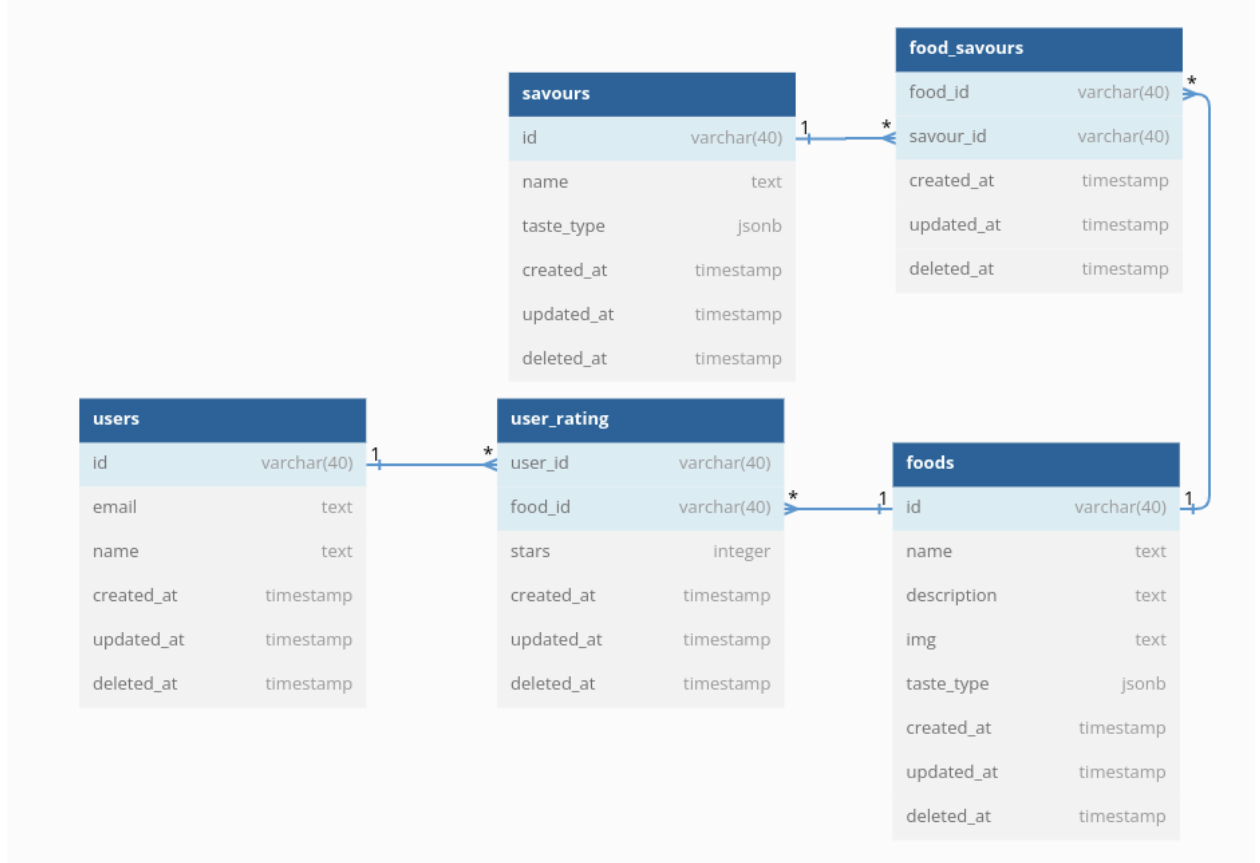 food_savours
food_id varchar(40) *
savour_id varchar(40)
created_at timestamp
updated_at timestamp
deleted_at timestamp
savours
id varchar(40) 1 *
name text
taste_type jsonb
created_at timestamp
updated_at timestamp
deleted_at timestamp
users
id varchar(40) 1 *
email text
name text
created_at timestamp
updated_at timestamp
deleted_at timestamp
user_rating
user_id varchar(40)
food_id varchar(40) * 1
stars integer
created_at timestamp
updated_at timestamp
deleted_at timestamp
foods
id varchar(40) 1
name text
description text
img text
taste_type jsonb
created_at timestamp
updated_at timestamp
deleted_at timestamp